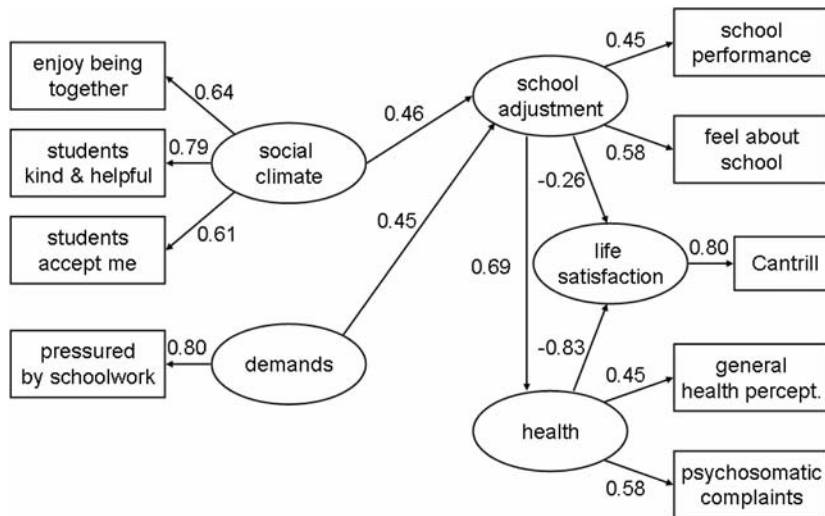 enjoy being
together
0.64
students
kind & helpful
0.79
students
accept me
0.61
social
climate
0.46
pressured
by schoolwork
0.80
demands
0.45
school
adjustment
0.45
school
performance
0.58
feel about
school
-0.26
0.69
life
satisfaction
0.80
Cantrill
-0.83
health
0.45
general
health percept.
0.58
psychosomatic
complaints